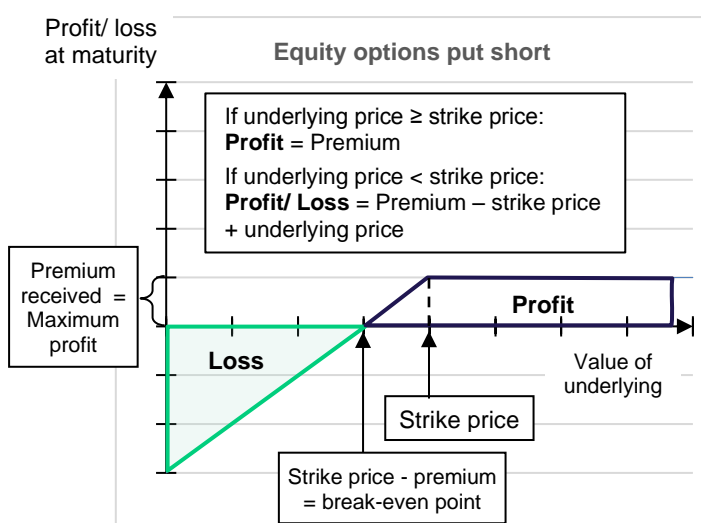 Profit/ loss
at maturity
Equity options put short
If underlying price ≥ strike price:
Profit = Premium
If underlying price < strike price:
Profit/ Loss = Premium – strike price
+ underlying price
Premium
received =
Maximum
profit
Profit
Loss
Value of
underlying
Strike price
Strike price - premium
= break-even point